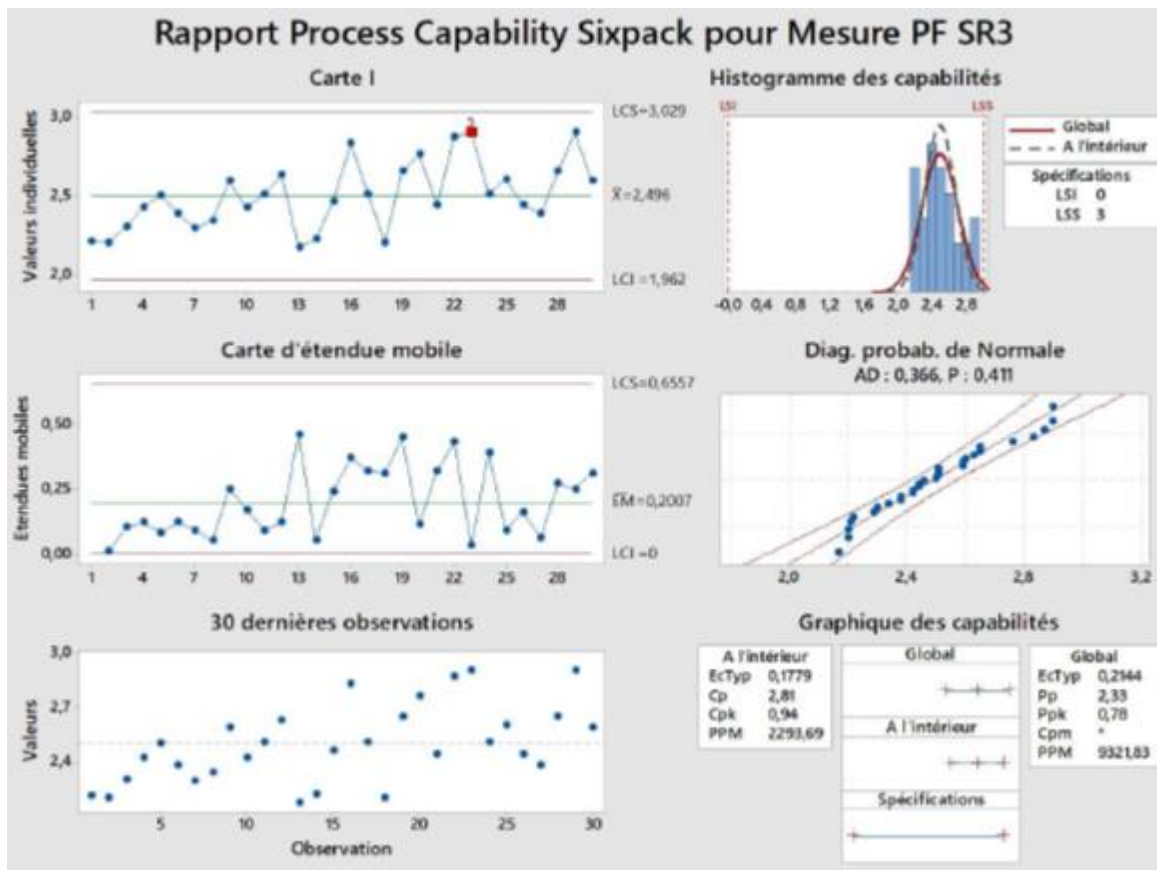 Rapport Process Capability Sixpack pour Mesure PF SR3
Carte I
Valeurs individuelles
3,0
2,5
2,0
1 4 7 10 13 16 19 22 25 28
5
LCS=3,029
X̄=2,496
LCI=1,962
Histogramme des capabilités
LSI LSS
-0,0 0,4 0,8 1,2 1,6 2,0 2,4 2,8
Global
A l'intérieur
Spécifications
LSI 0
LSS 3
Carte d'étendue mobile
Etendues mobiles
0,50
0,25
0,00
1 4 7 10 13 16 19 22 25 28
LCS=0,6557
EM=0,2007
LCI=0
Diag. probab. de Normale
AD : 0,366, P : 0,411
2,0 2,4 2,8 3,2
30 dernières observations
Valeurs
3,0
2,7
2,4
5 10 15 20 25 30
Observation
Graphique des capabilités
A l'intérieur
EcTyp 0,1779
Cp 2,81
Cpk 0,94
PPM 2293,69
Global
A l'intérieur
Spécifications
Global
EcTyp 0,2144
Pp 2,33
Ppk 0,78
Cpm *
PPM 9321,83